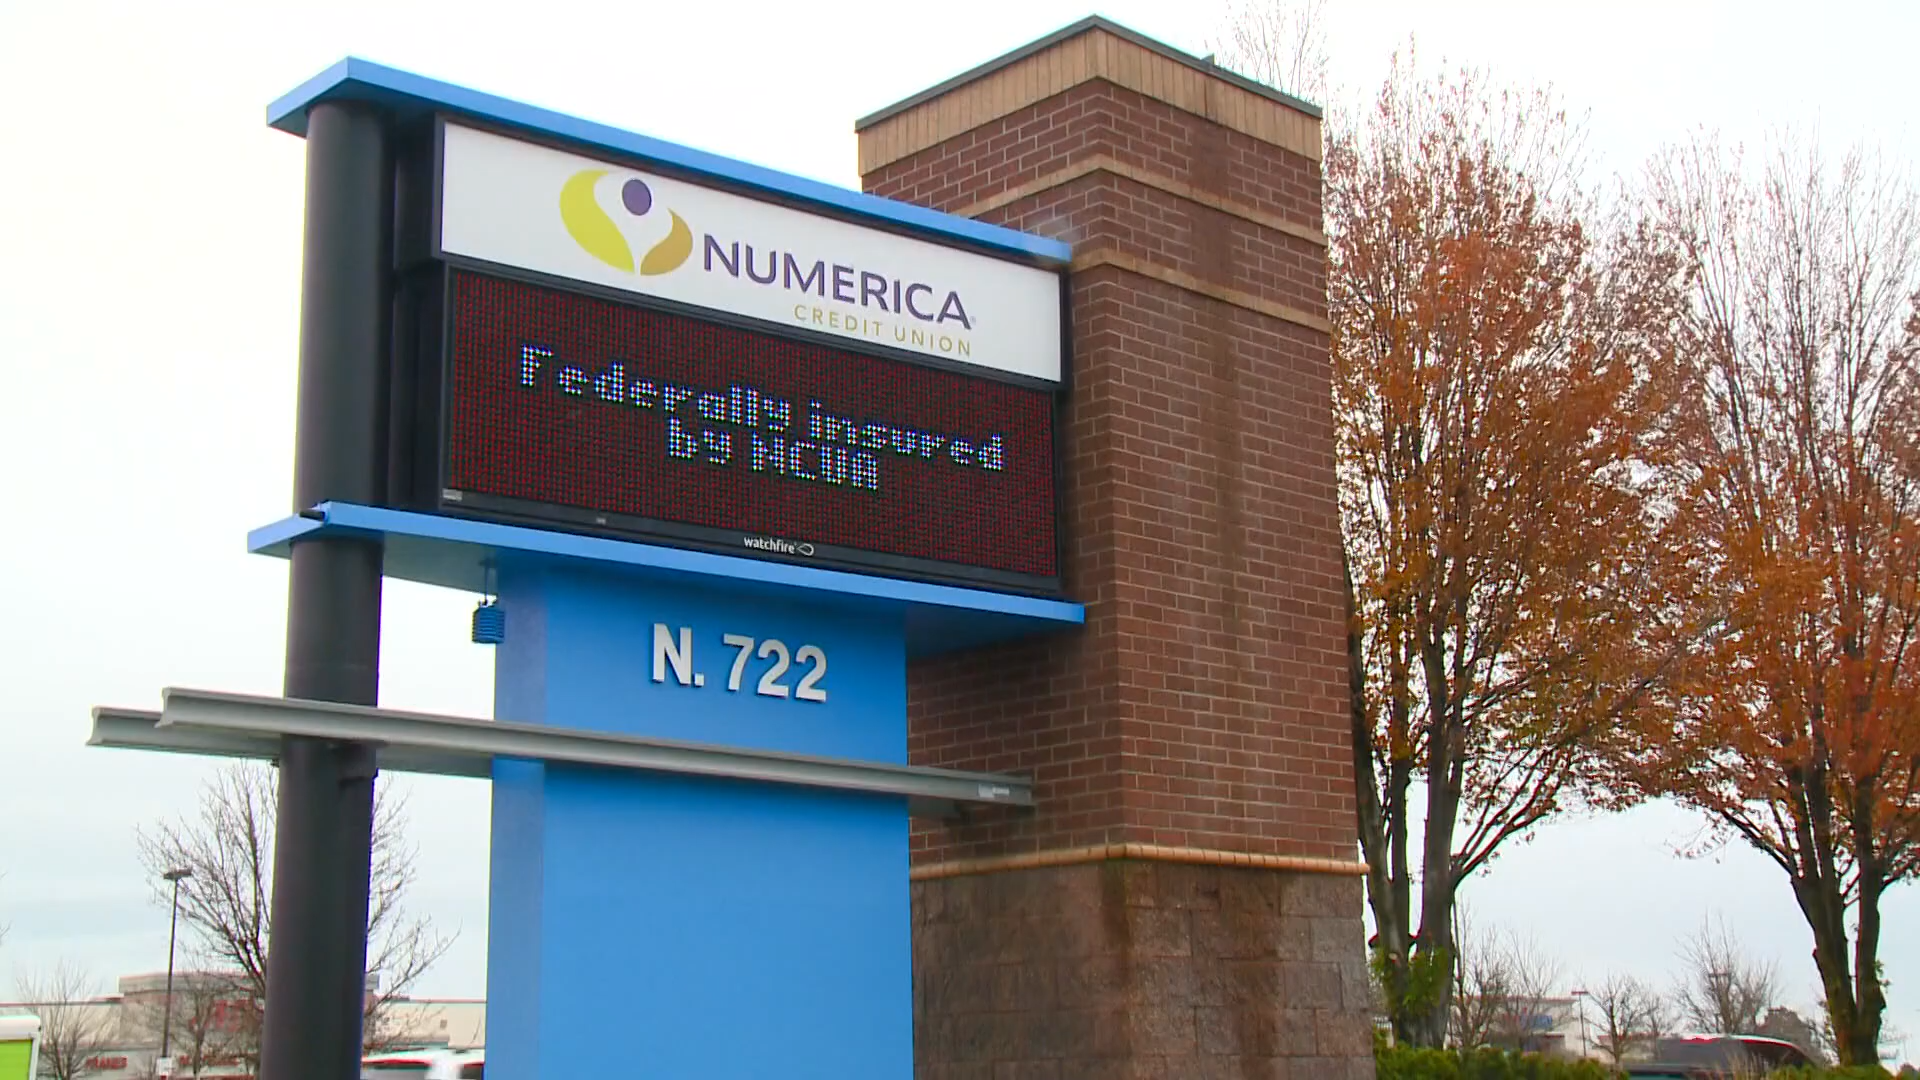 NUMERICA
CREDIT UNION
Federally insured
by NCUA
watchfire
N. 722